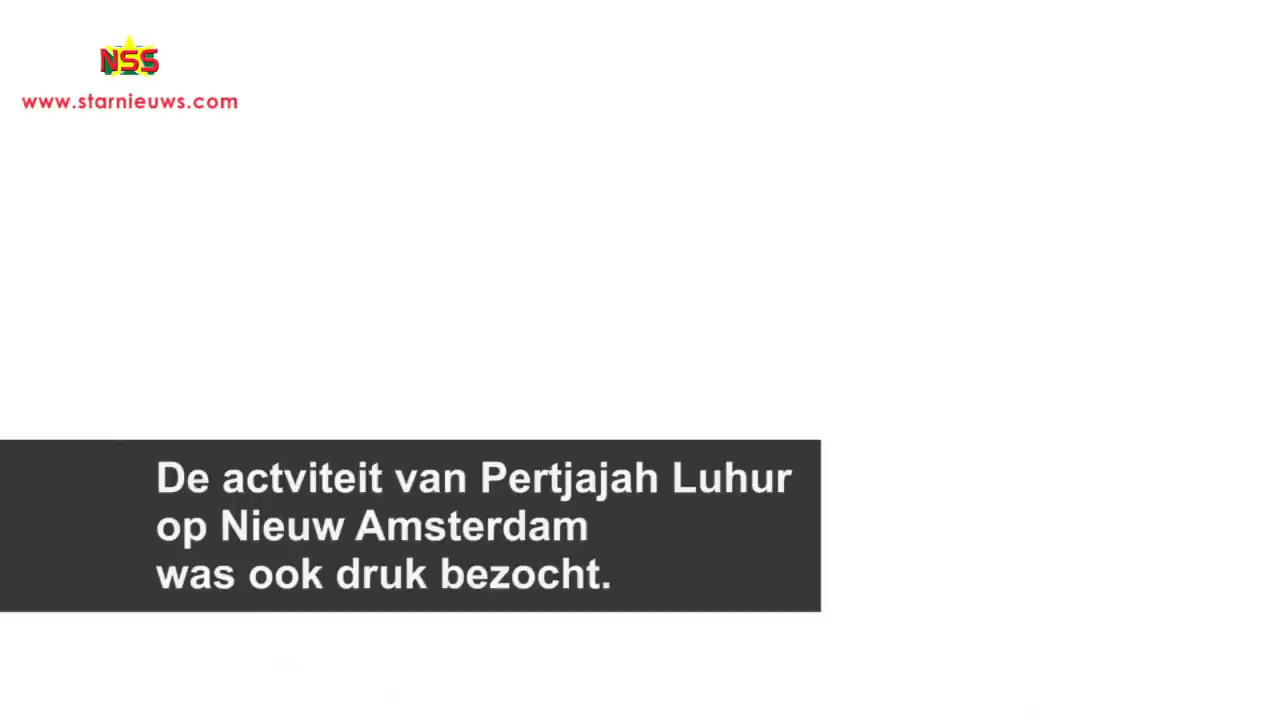 NSS
www.starnieuws.com
De actviteit van Pertjajah Luhur
op Nieuw Amsterdam
was ook druk bezocht.